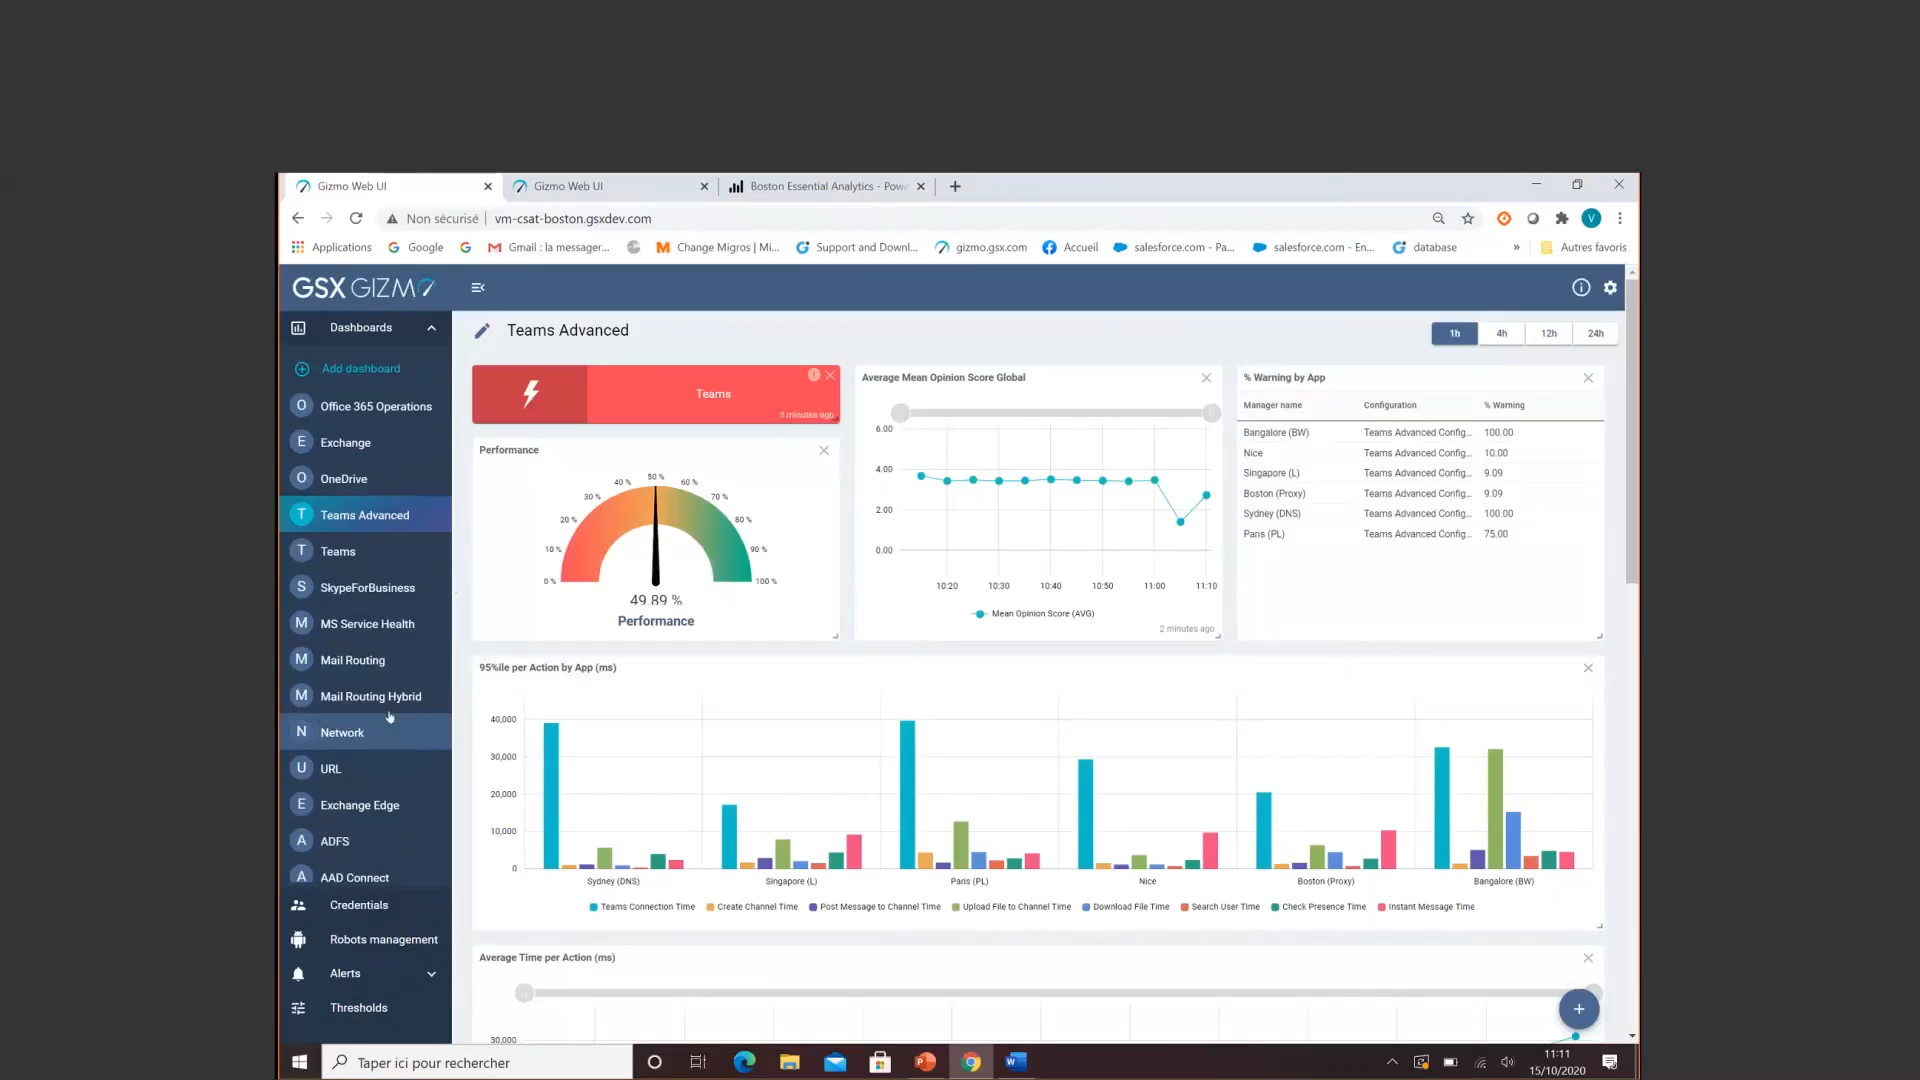 Gizmo Web UI
Gizmo Web UI
Boston Essential Analytics - Pow
Non sécurisé
vm-csat-boston.gsxdev.com
V
Applications
Google
Gmail : la messager...
Change Migros | Mi...
Support and Downl...
gizmo.gsx.com
Accueil
salesforce.com - Pa...
salesforce.com - En...
database
»
Autres favoris
GSX GIZMO
Dashboards
Add dashboard
O Office 365 Operations
E Exchange
O OneDrive
T Teams Advanced
T Teams
S SkypeForBusiness
M MS Service Health
M Mail Routing
M Mail Routing Hybrid
N Network
U URL
E Exchange Edge
A ADFS
A AAD Connect
Credentials
Robots management
Alerts
Thresholds
Teams Advanced
1h 4h 12h 24h
Teams
3 minutes ago
Performance
0 % 10 % 20 % 30 % 40 % 50 % 60 % 70 % 80 % 90 % 100 %
49.89 %
Performance
Average Mean Opinion Score Global
6.00
4.00
2.00
0.00
10:20 10:30 10:40 10:50 11:00 11:10
Mean Opinion Score (AVG)
2 minutes ago
% Warning by App
Manager name Configuration % Warning
Bangalore (BW) Teams Advanced Config... 100.00
Nice Teams Advanced Config... 10.00
Singapore (L) Teams Advanced Config... 9.09
Boston (Proxy) Teams Advanced Config... 9.09
Sydney (DNS) Teams Advanced Config... 100.00
Paris (PL) Teams Advanced Config... 75.00
95%ile per Action by App (ms)
40,000
30,000
20,000
10,000
0
Sydney (DNS) Singapore (L) Paris (PL) Nice Boston (Proxy) Bangalore (BW)
Teams Connection Time Create Channel Time Post Message to Channel Time Upload File to Channel Time Download File Time Search User Time Check Presence Time Instant Message Time
Average Time per Action (ms)
30,000
Taper ici pour rechercher
11:11
15/10/2020